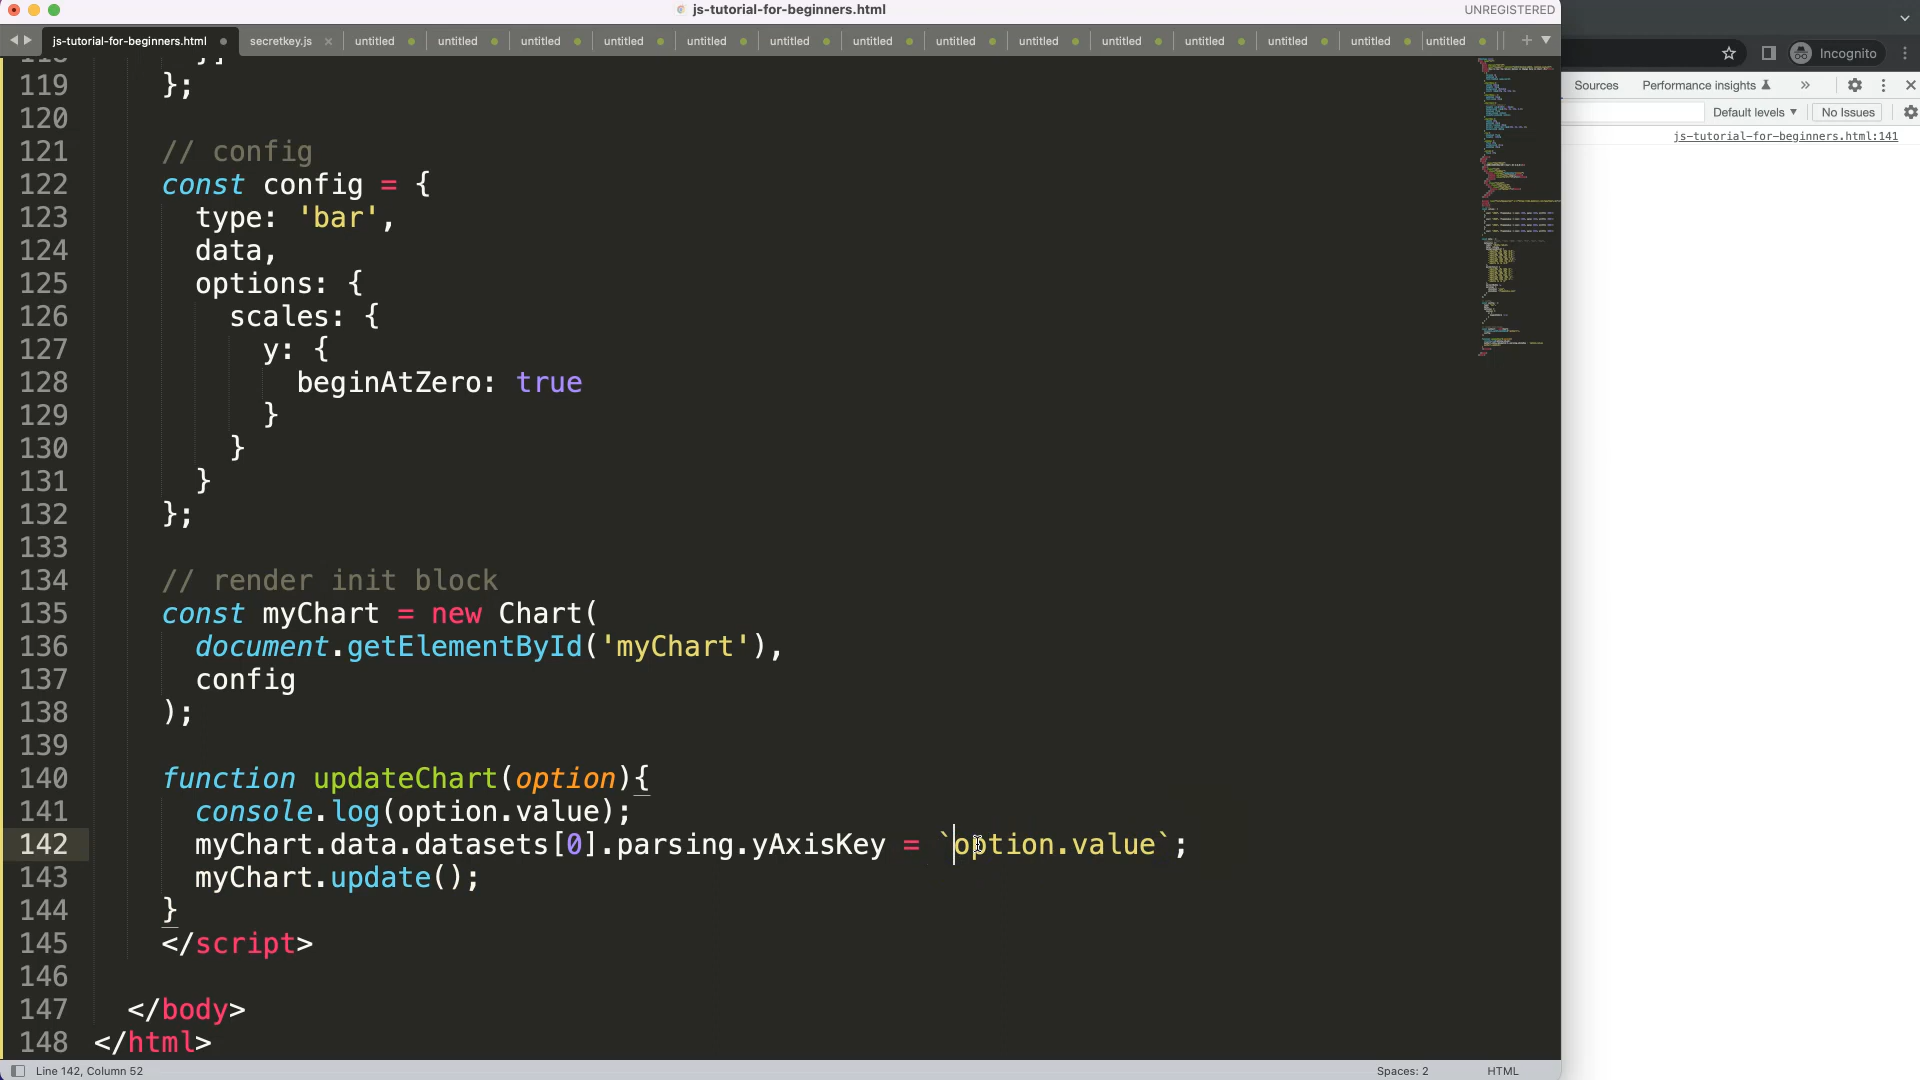 js-tutorial-for-beginners.html
UNREGISTERED
js-tutorial-for-beginners.html secretkey.js untitled untitled untitled untitled untitled untitled untitled untitled untitled untitled untitled untitled untitled untitled
Incognito
Sources Performance insights
Default levels No Issues
js-tutorial-for-beginners.html:141
118 }]
119 };
120
121 // config
122 const config = {
123 type: 'bar',
124 data,
125 options: {
126 scales: {
127 y: {
128 beginAtZero: true
129 }
130 }
131 }
132 };
133
134 // render init block
135 const myChart = new Chart(
136 document.getElementById('myChart'),
137 config
138 );
139
140 function updateChart(option){
141 console.log(option.value);
142 myChart.data.datasets[0].parsing.yAxisKey = `option.value`;
143 myChart.update();
144 }
145 </script>
146
147 </body>
148 </html>
Line 142, Column 52
Spaces: 2 HTML